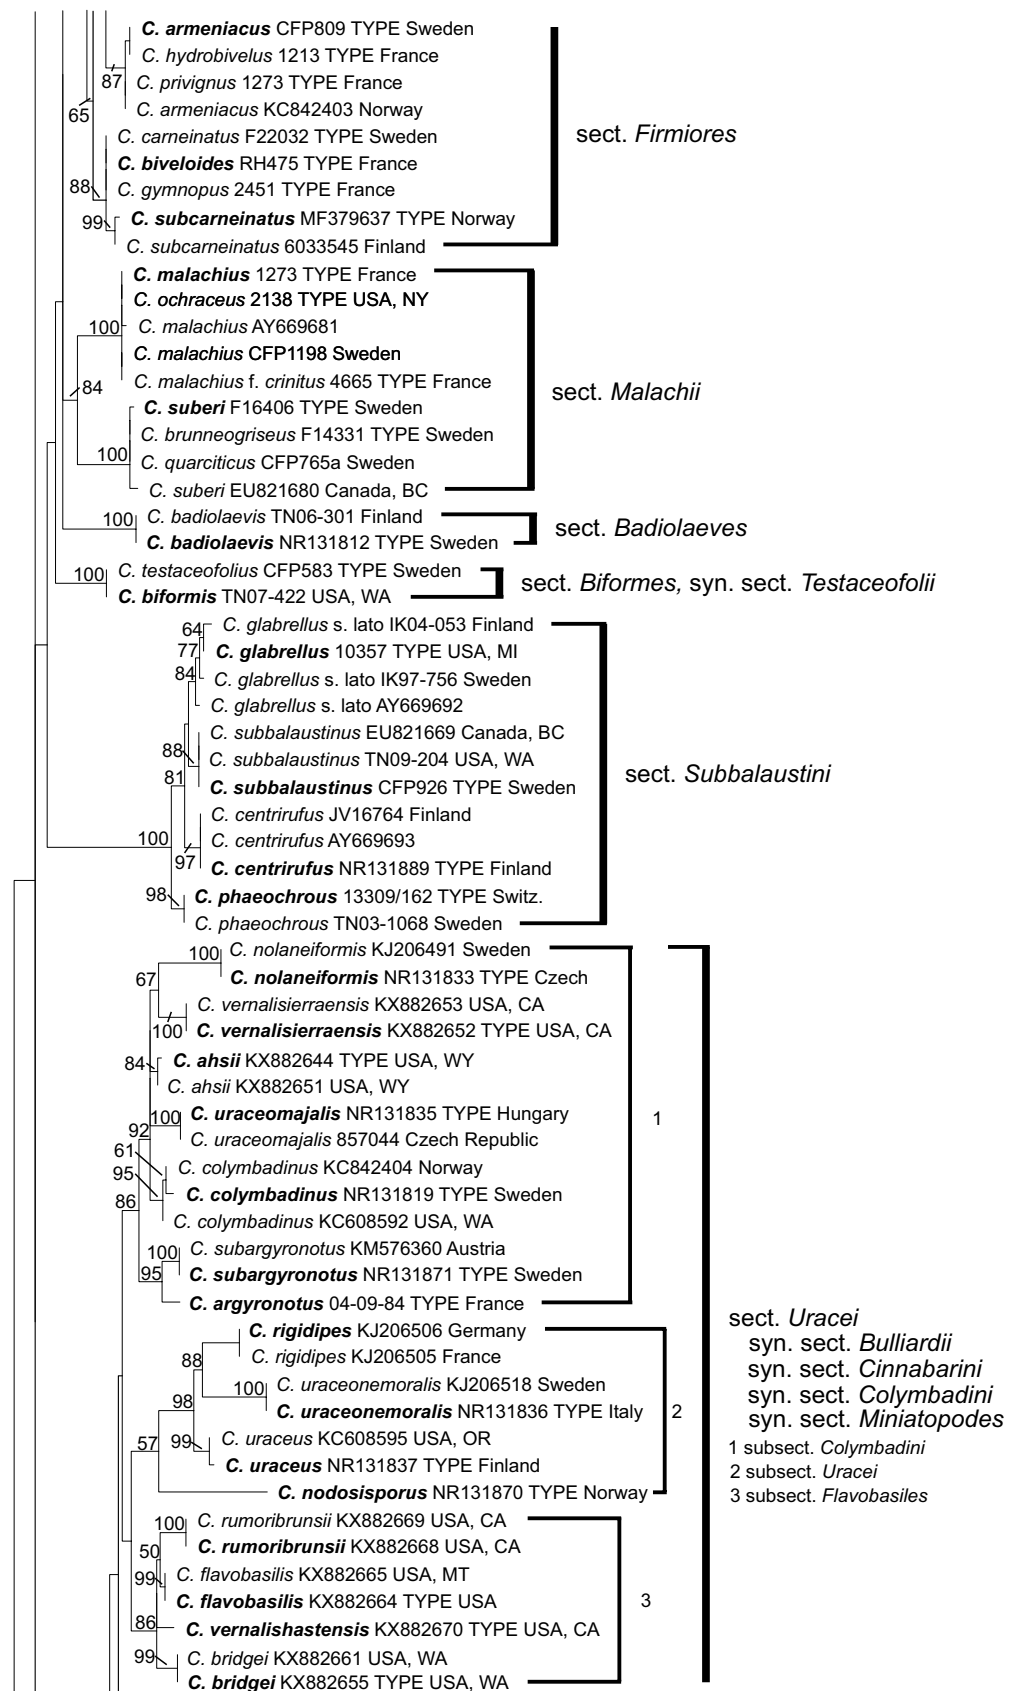 C. armeniacus CFP809 TYPE Sweden
C. hydrobivelus 1213 TYPE France
87
C. privignus 1273 TYPE France
C. armeniacus KC842403 Norway
65
C. carneinatus F22032 TYPE Sweden
sect. Firmiores
C. biveloides RH475 TYPE France
88
C. gymnopus 2451 TYPE France
99
C. subcarneinatus MF379637 TYPE Norway
C. subcarneinatus 6033545 Finland
C. malachius 1273 TYPE France
C. ochraceus 2138 TYPE USA, NY
100
C. malachius AY669681
C. malachius CFP1198 Sweden
84
C. malachius f. crinitus 4665 TYPE France
sect. Malachii
C. suberi F16406 TYPE Sweden
C. brunneogriseus F14331 TYPE Sweden
100
C. quarciticus CFP765a Sweden
C. suberi EU821680 Canada, BC
100
C. badiolaevis TN06-301 Finland
sect. Badiolaeves
C. badiolaevis NR131812 TYPE Sweden
100
C. testaceofolius CFP583 TYPE Sweden
sect. Biformes, syn. sect. Testaceofolii
C. biformis TN07-422 USA, WA
64
C. glabrellus s. lato IK04-053 Finland
77
C. glabrellus 10357 TYPE USA, MI
84
C. glabrellus s. lato IK97-756 Sweden
C. glabrellus s. lato AY669692
C. subbalaustinus EU821669 Canada, BC
88
C. subbalaustinus TN09-204 USA, WA
sect. Subbalaustini
81
C. subbalaustinus CFP926 TYPE Sweden
C. centrirufus JV16764 Finland
100
C. centrirufus AY669693
97
C. centrirufus NR131889 TYPE Finland
98
C. phaeochrous 13309/162 TYPE Switz.
C. phaeochrous TN03-1068 Sweden
100
C. nolaneiformis KJ206491 Sweden
67
C. nolaneiformis NR131833 TYPE Czech
C. vernalisierraensis KX882653 USA, CA
100
C. vernalisierraensis KX882652 TYPE USA, CA
84
C. ahsii KX882644 TYPE USA, WY
C. ahsii KX882651 USA, WY
100
C. uraceomajalis NR131835 TYPE Hungary
1
92
C. uraceomajalis 857044 Czech Republic
61
C. colymbadinus KC842404 Norway
95
C. colymbadinus NR131819 TYPE Sweden
86
C. colymbadinus KC608592 USA, WA
100
C. subargyronotus KM576360 Austria
95
C. subargyronotus NR131871 TYPE Sweden
C. argyronotus 04-09-84 TYPE France
sect. Uracei
C. rigidipes KJ206506 Germany
syn. sect. Bulliardii
88
C. rigidipes KJ206505 France
syn. sect. Cinnabarini
100
C. uraceonemoralis KJ206518 Sweden
syn. sect. Colymbadini
98
C. uraceonemoralis NR131836 TYPE Italy
2
syn. sect. Miniatopodes
57
99
C. uraceus KC608595 USA, OR
1 subsect. Colymbadini
C. uraceus NR131837 TYPE Finland
2 subsect. Uracei
C. nodosisporus NR131870 TYPE Norway
3 subsect. Flavobasiles
100
C. rumoribrunsii KX882669 USA, CA
C. rumoribrunsii KX882668 USA, CA
50
99
C. flavobasilis KX882665 USA, MT
C. flavobasilis KX882664 TYPE USA
3
86
C. vernalishastensis KX882670 TYPE USA, CA
99
C. bridgei KX882661 USA, WA
C. bridgei KX882655 TYPE USA, WA